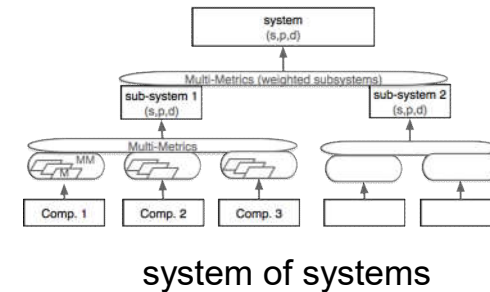 system
(s,p,d)
Multi-Metrics (weighted subsystems)
sub-system 1
(s,p,d)
sub-system 2
(s,p,d)
Multi-Metrics
MM
M
Comp. 1
Comp. 2
Comp. 3
system of systems